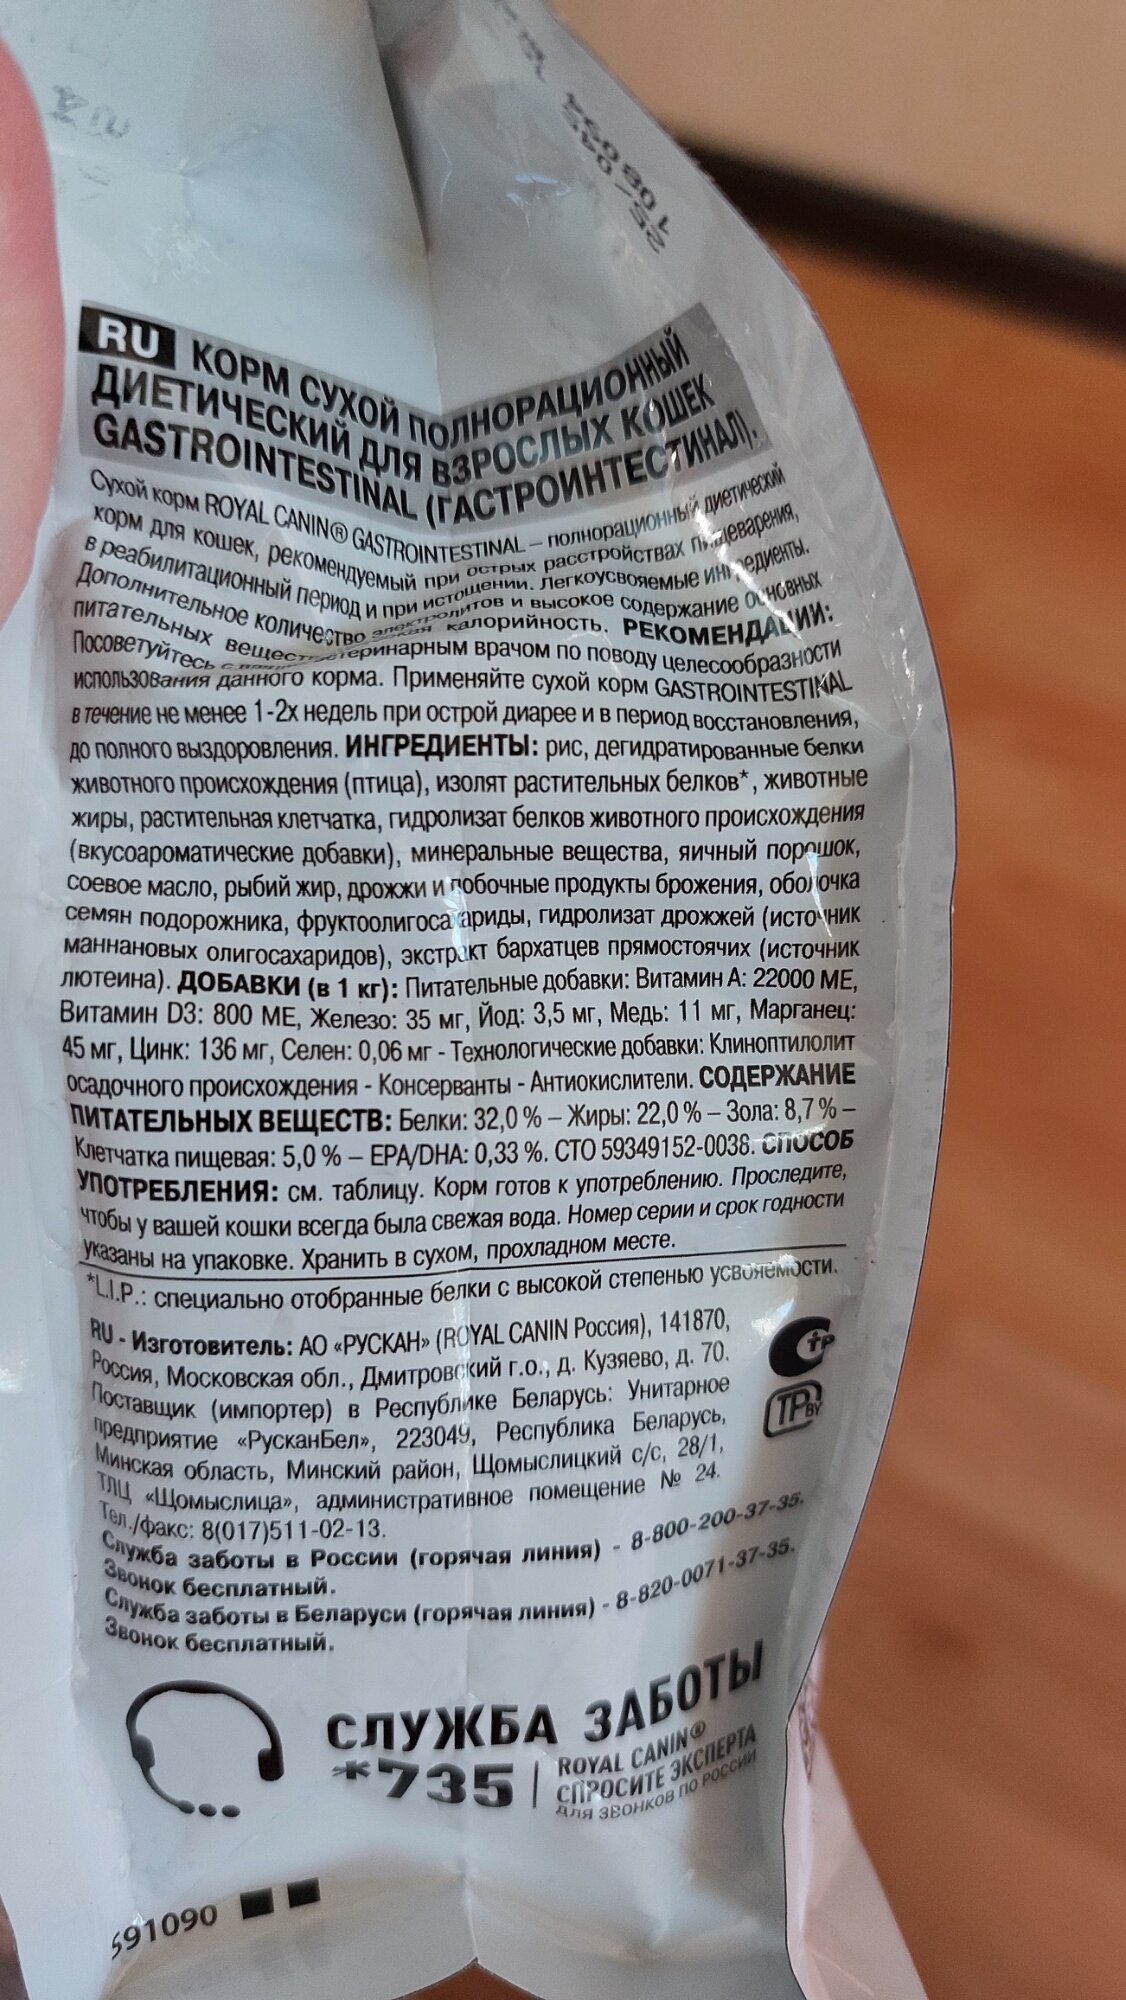 RU КОРМ СУХОЙ ПОЛНОРАЦИОННЫЙ
ДИЕТИЧЕСКИЙ ДЛЯ ВЗРОСЛЫХ КОШЕК
GASTROINTESTINAL (ГАСТРОИНТЕСТИНАЛ).
Сухой корм ROYAL CANIN® GASTROINTESTINAL – полнорационный диетический
корм для кошек, рекомендуемый при острых расстройствах пищеварения,
в реабилитационный период и при истощении. Легкоусвояемые ингредиенты.
Дополнительное количество электролитов и высокое содержание основных
питательных веществ калорийность. РЕКОМЕНДАЦИИ:
Посоветуйтесь с ветеринарным врачом по поводу целесообразности
использования данного корма. Применяйте сухой корм GASTROINTESTINAL
в течение не менее 1-2х недель при острой диарее и в период восстановления,
до полного выздоровления. ИНГРЕДИЕНТЫ: рис, дегидратированные белки
животного происхождения (птица), изолят растительных белков*, животные
жиры, растительная клетчатка, гидролизат белков животного происхождения
(вкусоароматические добавки), минеральные вещества, яичный порошок,
соевое масло, рыбий жир, дрожжи и побочные продукты брожения, оболочка
семян подорожника, фруктоолигосахариды, гидролизат дрожжей (источник
маннановых олигосахаридов), экстракт бархатцев прямостоячих (источник
лютеина). ДОБАВКИ (в 1 кг): Питательные добавки: Витамин А: 22000 МЕ,
Витамин D3: 800 МЕ, Железо: 35 мг, Йод: 3,5 мг, Медь: 11 мг, Марганец:
45 мг, Цинк: 136 мг, Селен: 0,06 мг - Технологические добавки: Клиноптилолит
осадочного происхождения - Консерванты - Антиокислители. СОДЕРЖАНИЕ
ПИТАТЕЛЬНЫХ ВЕЩЕСТВ: Белки: 32,0 % – Жиры: 22,0 % – Зола: 8,7 % –
Клетчатка пищевая: 5,0 % – EPA/DHA: 0,33 %. СТО 59349152-0038. СПОСОБ
УПОТРЕБЛЕНИЯ: см. таблицу. Корм готов к употреблению. Проследите,
чтобы у вашей кошки всегда была свежая вода. Номер серии и срок годности
указаны на упаковке. Хранить в сухом, прохладном месте.
*L.I.P.: специально отобранные белки с высокой степенью усвояемости.
RU - Изготовитель: АО «РУСКАН» (ROYAL CANIN Россия), 141870,
Россия, Московская обл., Дмитровский г.о., д. Кузяево, д. 70.
Поставщик (импортер) в Республике Беларусь: Унитарное
предприятие «РусканБел», 223049, Республика Беларусь,
Минская область, Минский район, Щомыслицкий с/с, 28/1,
ТЛЦ «Щомыслица», административное помещение № 24.
Тел./факс: 8(017)511-02-13.
Служба заботы в России (горячая линия) - 8-800-200-37-35.
Звонок бесплатный.
Служба заботы в Беларуси (горячая линия) - 8-820-0071-37-35.
Звонок бесплатный.
СТР
TP BY
СЛУЖБА ЗАБОТЫ
*735
ROYAL CANIN®
СПРОСИТЕ ЭКСПЕРТА
ДЛЯ ЗВОНКОВ ПО РОССИИ
591090